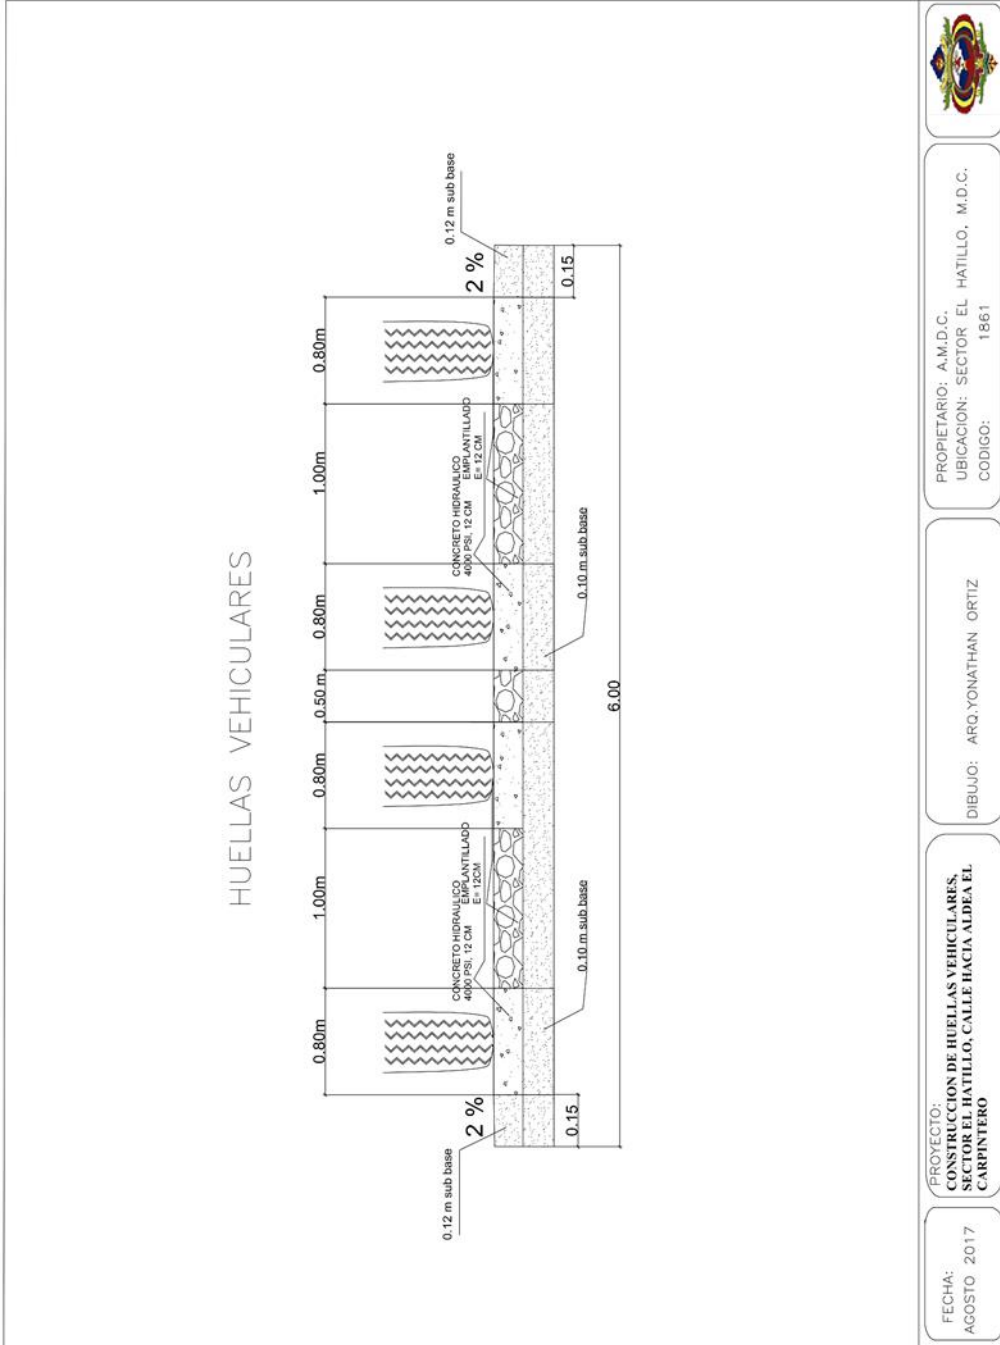 HUELLAS VEHICULARES
0.80m
1.00m
0.80m
0.50 m
0.80m
1.00m
0.80m
0.12 m sub base
2 %
CONCRETO HIDRAULICO
4000 PSI, 12 CM
EMPLANTILLADO
E= 12CM
CONCRETO HIDRAULICO
4000 PSI, 12 CM
EMPLANTILLADO
E= 12 CM
2 %
0.12 m sub base
0.15
0.10 m sub base
0.10 m sub base
0.15
6.00
FECHA:
AGOSTO 2017
PROYECTO:
CONSTRUCCION DE HUELLAS VEHICULARES,
SECTOR EL HATILLO, CALLE HACIA ALDEA EL
CARPINTERO
DIBUJO: ARQ.YONATHAN ORTIZ
PROPIETARIO: A.M.D.C.
UBICACION: SECTOR EL HATILLO, M.D.C.
CODIGO: 1861